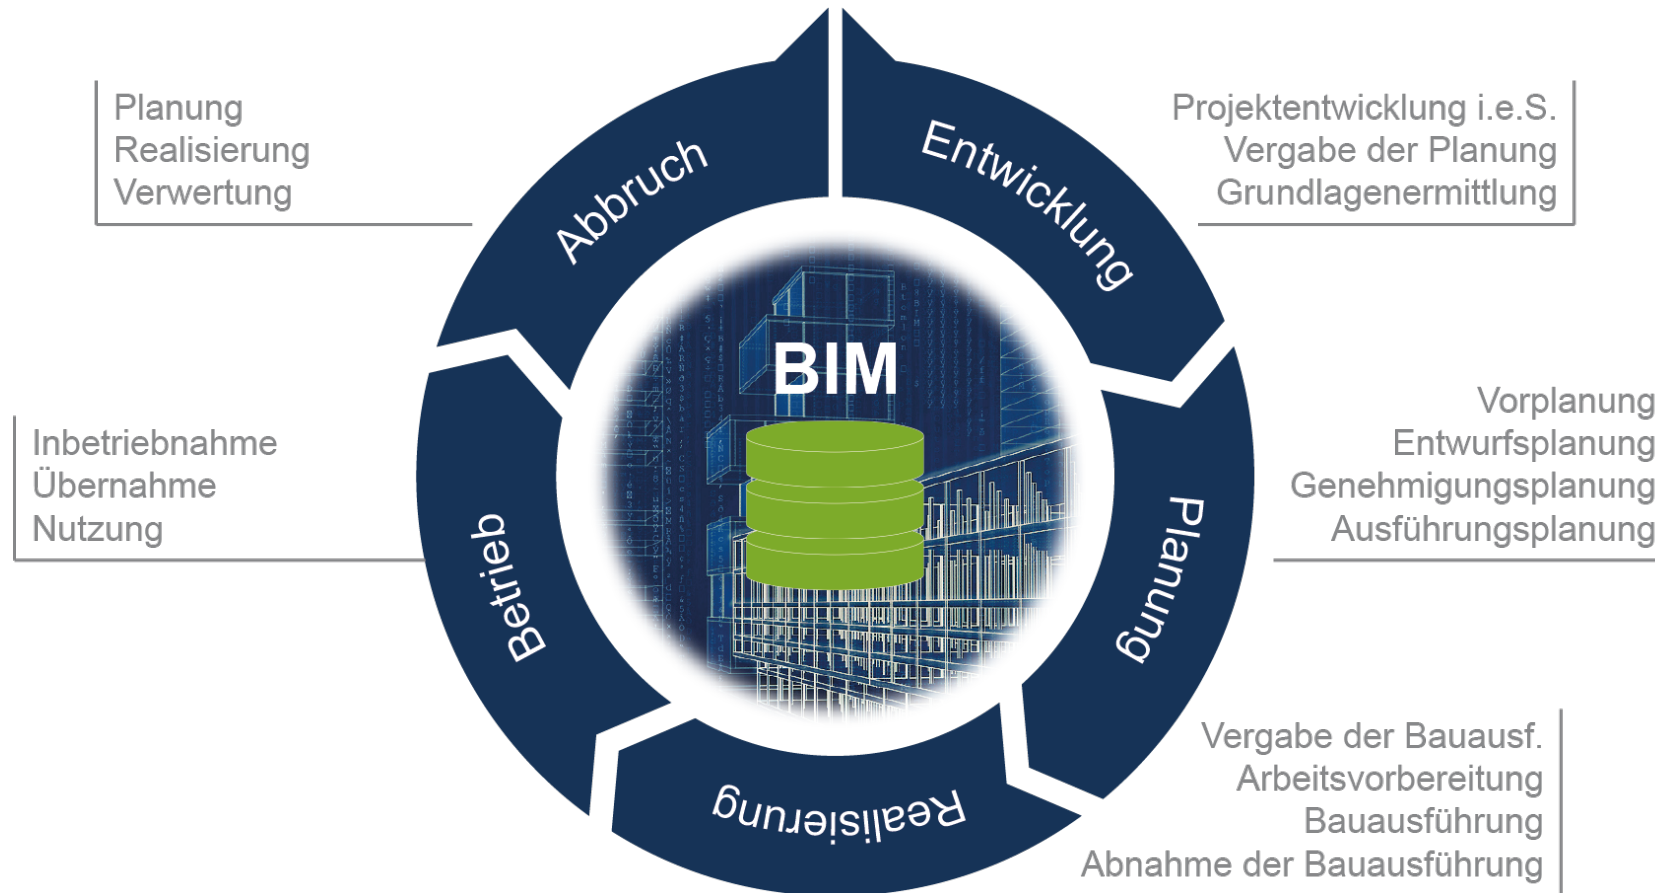 Planung
Realisierung
Verwertung
Abbruch
Entwicklung
Projektentwicklung i.e.S.
Vergabe der Planung
Grundlagenermittlung
BIM
Inbetriebnahme
Übernahme
Nutzung
Betrieb
Planung
Vorplanung
Entwurfsplanung
Genehmigungsplanung
Ausführungsplanung
Realisierung
Vergabe der Bauausf.
Arbeitsvorbereitung
Bauausführung
Abnahme der Bauausführung